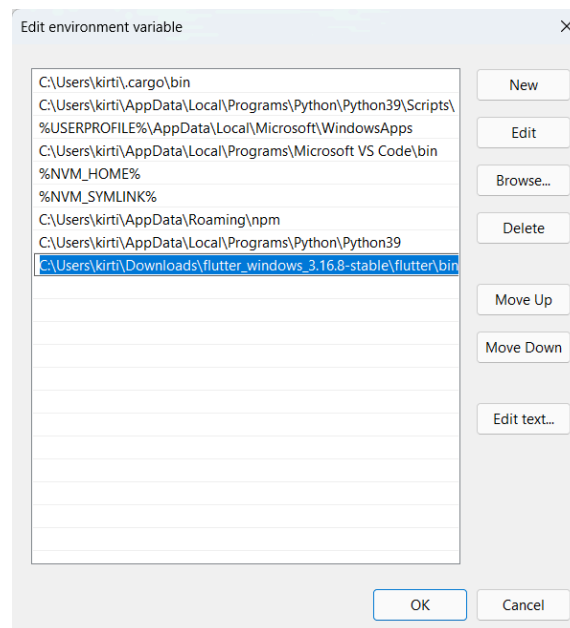 Edit environment variable
C:\Users\kirti\.cargo\bin
C:\Users\kirti\AppData\Local\Programs\Python\Python39\Scripts\
%USERPROFILE%\AppData\Local\Microsoft\WindowsApps
C:\Users\kirti\AppData\Local\Programs\Microsoft VS Code\bin
%NVM_HOME%
%NVM_SYMLINK%
C:\Users\kirti\AppData\Roaming\npm
C:\Users\kirti\AppData\Local\Programs\Python\Python39
C:\Users\kirti\Downloads\flutter_windows_3.16.8-stable\flutter\bin
New
Edit
Browse...
Delete
Move Up
Move Down
Edit text...
OK
Cancel